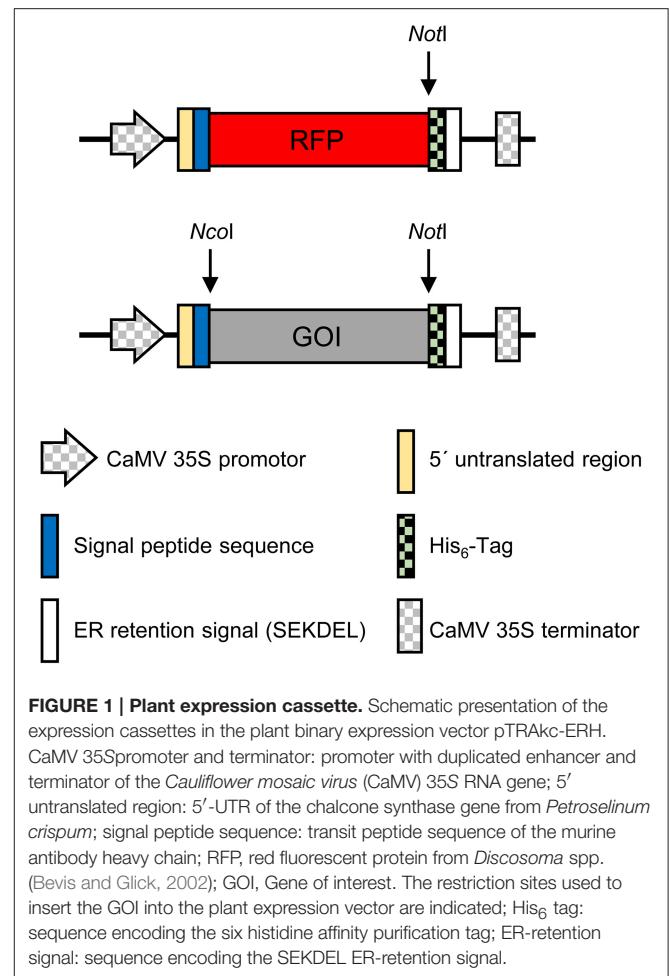 NotI
RFP
NcoI
NotI
GOI
CaMV 35S promotor
5´ untranslated region
Signal peptide sequence
His6-Tag
ER retention signal (SEKDEL)
CaMV 35S terminator
FIGURE 1 | Plant expression cassette. Schematic presentation of the
expression cassettes in the plant binary expression vector pTRAkc-ERH.
CaMV 35Spromoter and terminator: promoter with duplicated enhancer and
terminator of the Cauliflower mosaic virus (CaMV) 35S RNA gene; 5′
untranslated region: 5′-UTR of the chalcone synthase gene from Petroselinum
crispum; signal peptide sequence: transit peptide sequence of the murine
antibody heavy chain; RFP, red fluorescent protein from Discosoma spp.
(Bevis and Glick, 2002); GOI, Gene of interest. The restriction sites used to
insert the GOI into the plant expression vector are indicated; His6 tag:
sequence encoding the six histidine affinity purification tag; ER-retention
signal: sequence encoding the SEKDEL ER-retention signal.